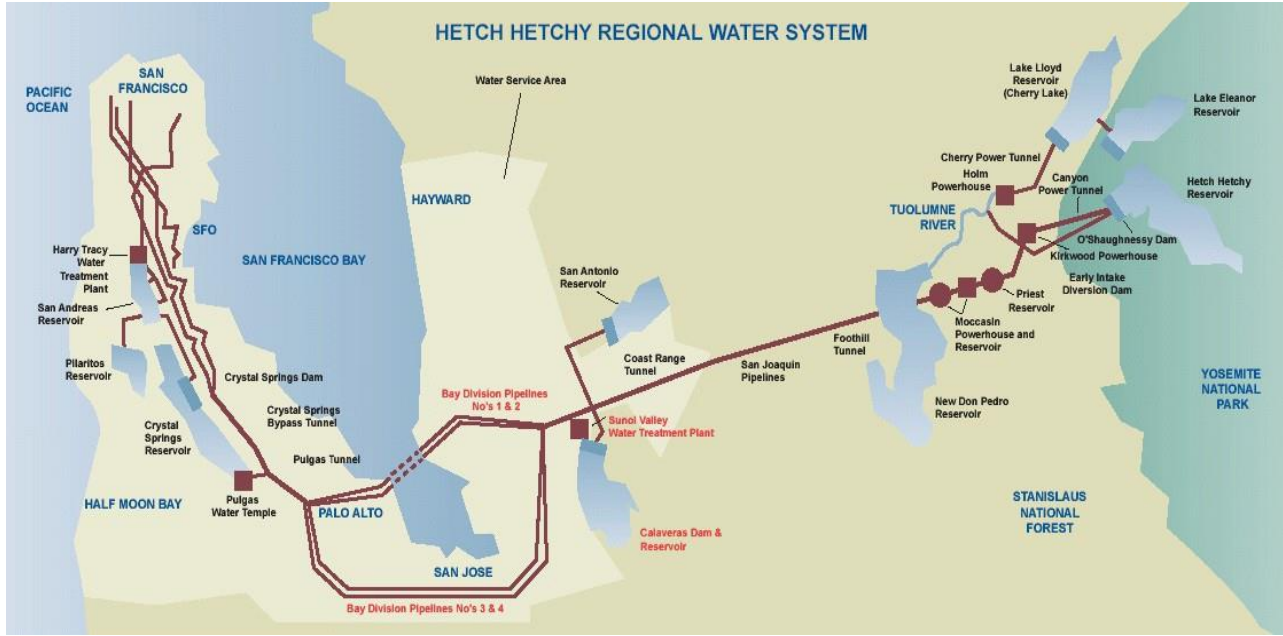 HETCH HETCHY REGIONAL WATER SYSTEM
PACIFIC
OCEAN
SAN
FRANCISCO
Water Service Area
Lake Lloyd
Reservoir
(Cherry Lake)
Lake Eleanor
Reservoir
Cherry Power Tunnel
Holm
Powerhouse
Canyon
Power Tunnel
Hetch Hetchy
Reservoir
HAYWARD
TUOLUMNE
RIVER
SFO
O'Shaughnessy Dam
Kirkwood Powerhouse
Harry Tracy
Water
Treatment
Plant
SAN FRANCISCO BAY
San Antonio
Reservoir
Early Intake
Diversion Dam
Priest
Reservoir
San Andreas
Reservoir
Moccasin
Powerhouse and
Reservoir
Foothill
Tunnel
Coast Range
Tunnel
San Joaquin
Pipelines
Pilaritos
Reservoir
Crystal Springs Dam
YOSEMITE
NATIONAL
PARK
Bay Division Pipelines
No's 1 & 2
New Don Pedro
Reservoir
Crystal Springs
Bypass Tunnel
Sunol Valley
Water Treatment Plant
Crystal
Springs
Reservoir
Pulgas Tunnel
HALF MOON BAY
Pulgas
Water Temple
PALO ALTO
STANISLAUS
NATIONAL
FOREST
Calaveras Dam &
Reservoir
SAN JOSE
Bay Division Pipelines No's 3 & 4